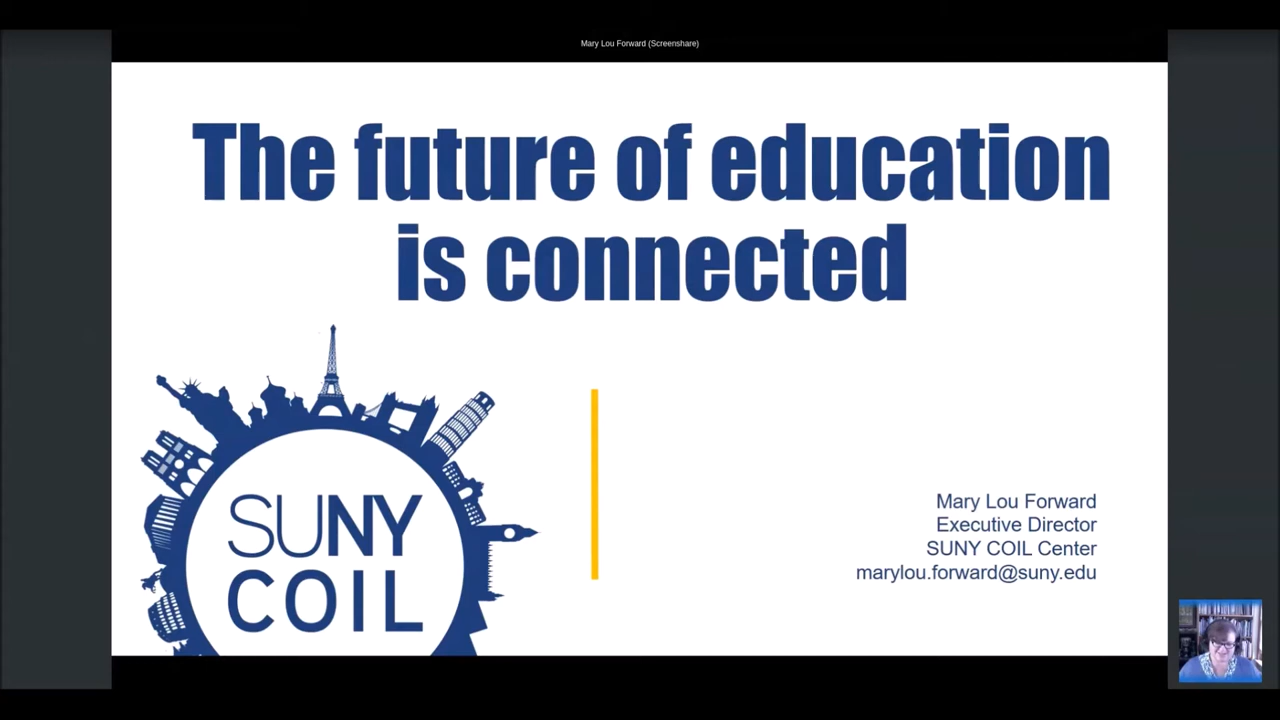 Mary Lou Forward (Screenshare)
The future of education
is connected
SUNY
COIL
Mary Lou Forward
Executive Director
SUNY COIL Center
marylou.forward@suny.edu